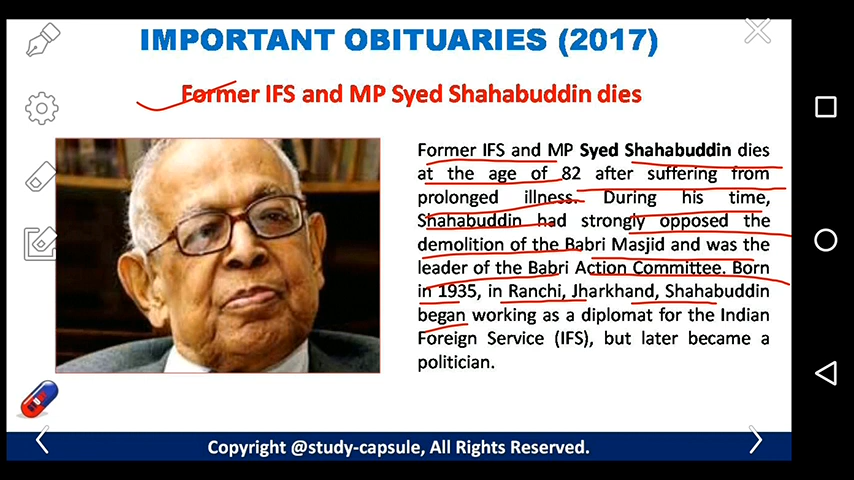 IMPORTANT OBITUARIES (2017)
Former IFS and MP Syed Shahabuddin dies
Former IFS and MP Syed Shahabuddin dies
at the age of 82 after suffering from
prolonged illness. During his time,
Shahabuddin had strongly opposed the
demolition of the Babri Masjid and was the
leader of the Babri Action Committee. Born
in 1935, in Ranchi, Jharkhand, Shahabuddin
began working as a diplomat for the Indian
Foreign Service (IFS), but later became a
politician.
Copyright @study-capsule, All Rights Reserved.